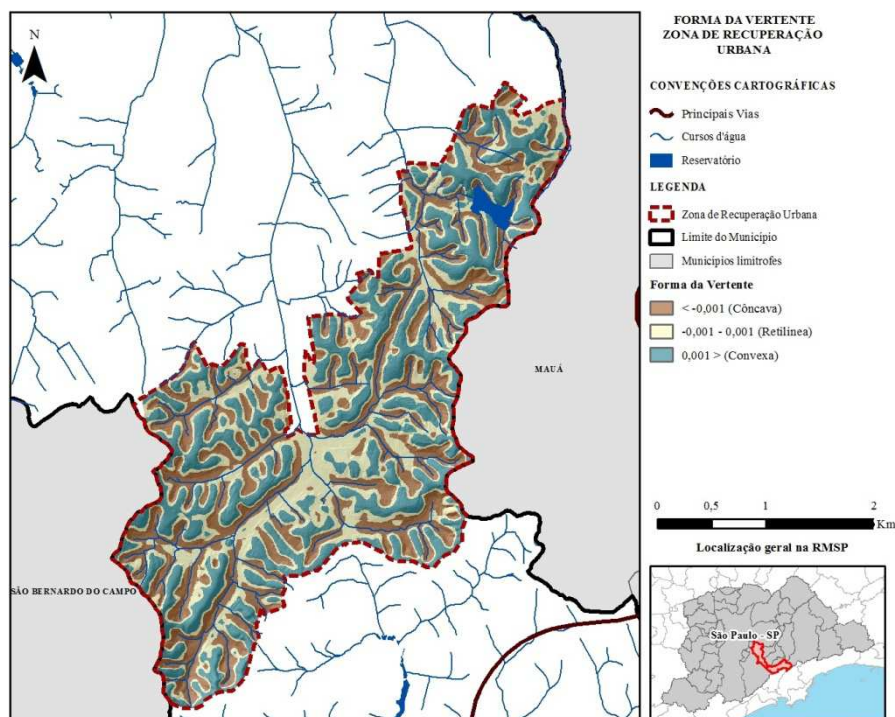 FORMA DA VERTENTE
ZONA DE RECUPERAÇÃO
URBANA
N
CONVENÇÕES CARTOGRÁFICAS
Principais Vias
Cursos d'água
Reservatório
LEGENDA
Zona de Recuperação Urbana
Limite do Município
Municípios limítrofes
Forma da Vertente
< -0,001 (Côncava)
-0,001 - 0,001 (Retilínea)
0,001 > (Convexa)
MAUÁ
SÃO BERNARDO DO CAMPO
0 0,5 1 2
Km
Localização geral na RMSP
São Paulo - SP